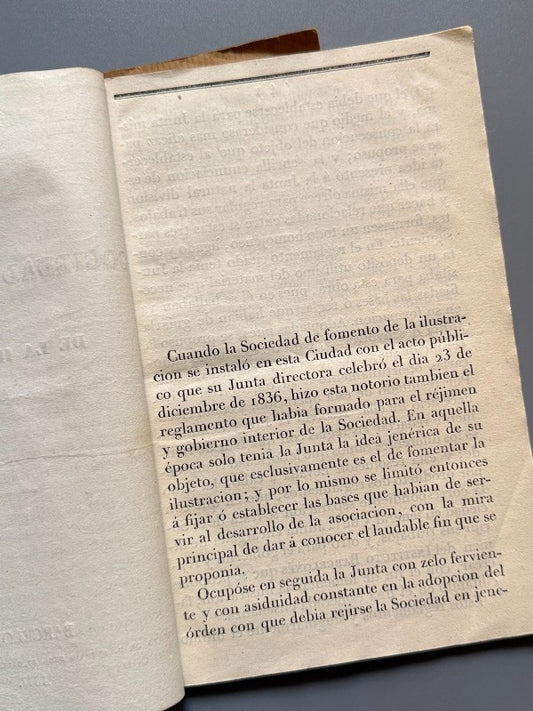 Cuando la Sociedad de fomento de la ilustra-
cion se instaló en esta Ciudad con el acto públi-
co que su Junta directora celebró el dia 23 de
diciembre de 1836, hizo esta notorio tambien el
reglamento que habia formado para el réjimen
y gobierno interior de la Sociedad. En aquella
época solo tenia la Junta la idea jenérica de su
objeto, que esclusivamente es el de fomentar la
ilustracion; y por lo mismo se limitó entonces
á fijar ó establecer las bases que habian de ser-
vir al desarrollo de la asociacion, con la mira
principal de dar á conocer el laudable fin que se
proponia.
Ocupóse en seguida la Junta con zelo fervien-
te y con asiduidad constante en la adopcion del
órden con que debia rejirse la Sociedad en jene-